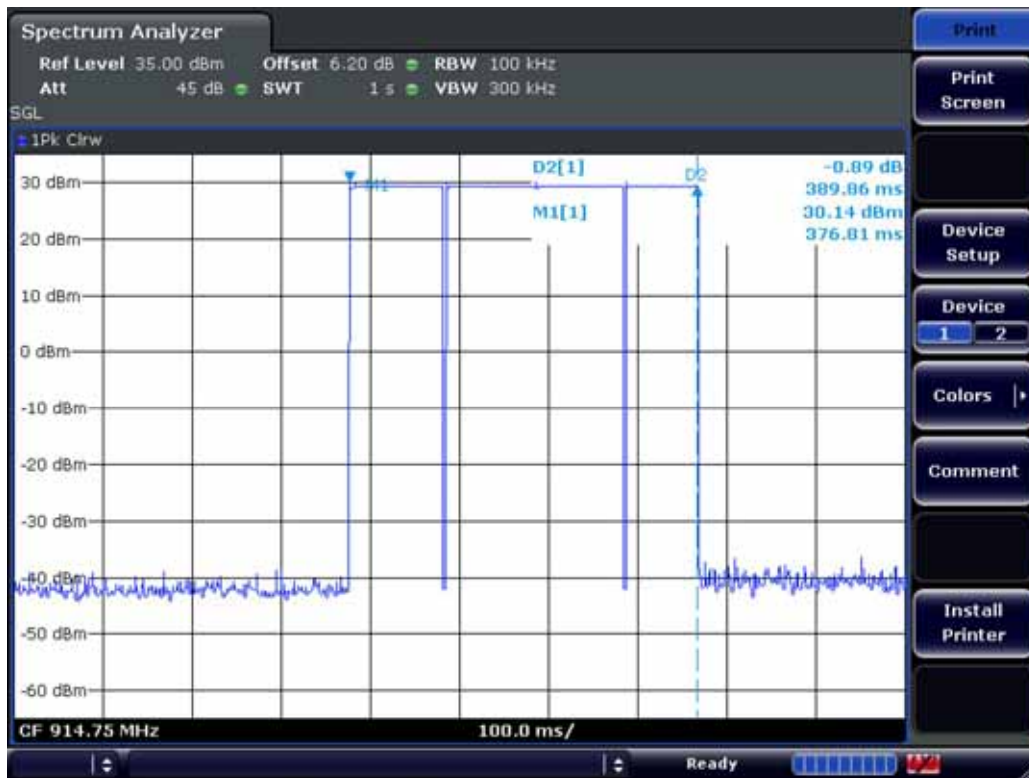 Spectrum Analyzer
Ref Level 35.00 dBm Offset 6.20 dB RBW 100 kHz
Att 45 dB SWT 1 s VBW 300 kHz
SGL
1Pk Clrw
D2[1] -0.89 dB
389.86 ms
M1[1] 30.14 dBm
376.81 ms
M1
D2
30 dBm
20 dBm
10 dBm
0 dBm
-10 dBm
-20 dBm
-30 dBm
-40 dBm
-50 dBm
-60 dBm
CF 914.75 MHz 100.0 ms/
Ready
Print
Print
Screen
Device
Setup
Device
1 2
Colors
Comment
Install
Printer